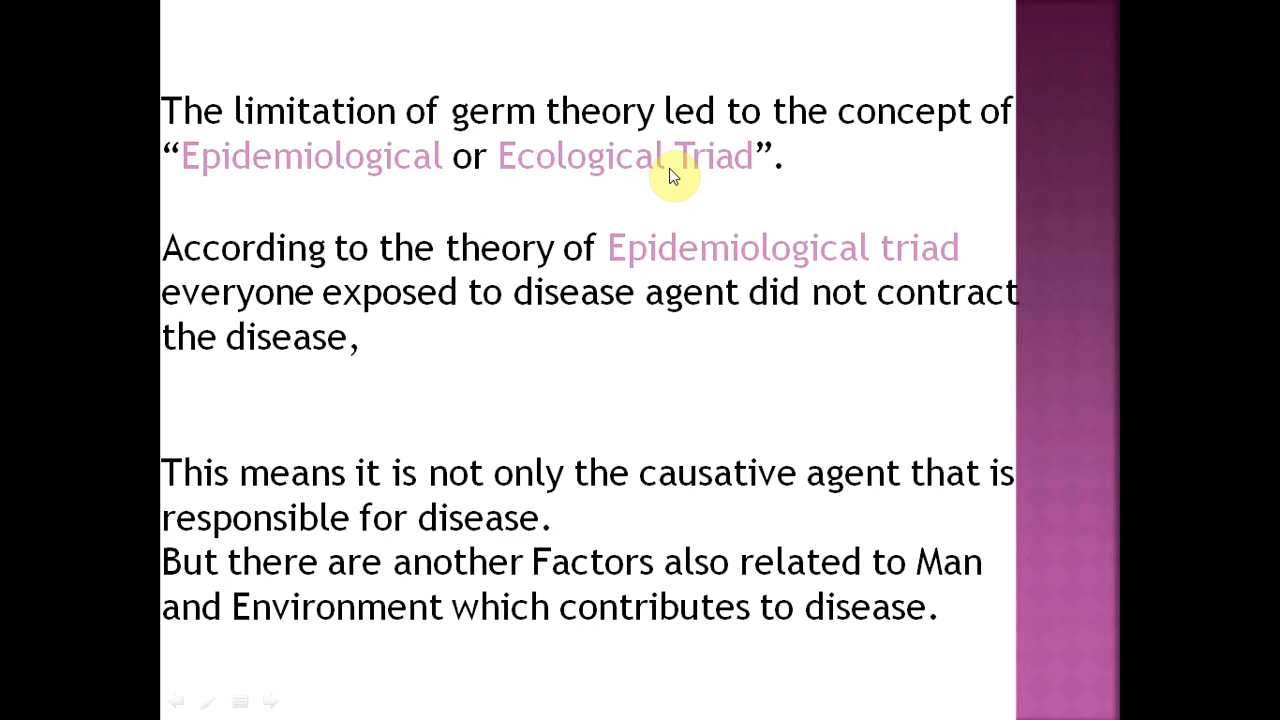 The limitation of germ theory led to the concept of
“Epidemiological or Ecological Triad”.
According to the theory of Epidemiological triad
everyone exposed to disease agent did not contract
the disease,
This means it is not only the causative agent that is
responsible for disease.
But there are another Factors also related to Man
and Environment which contributes to disease.